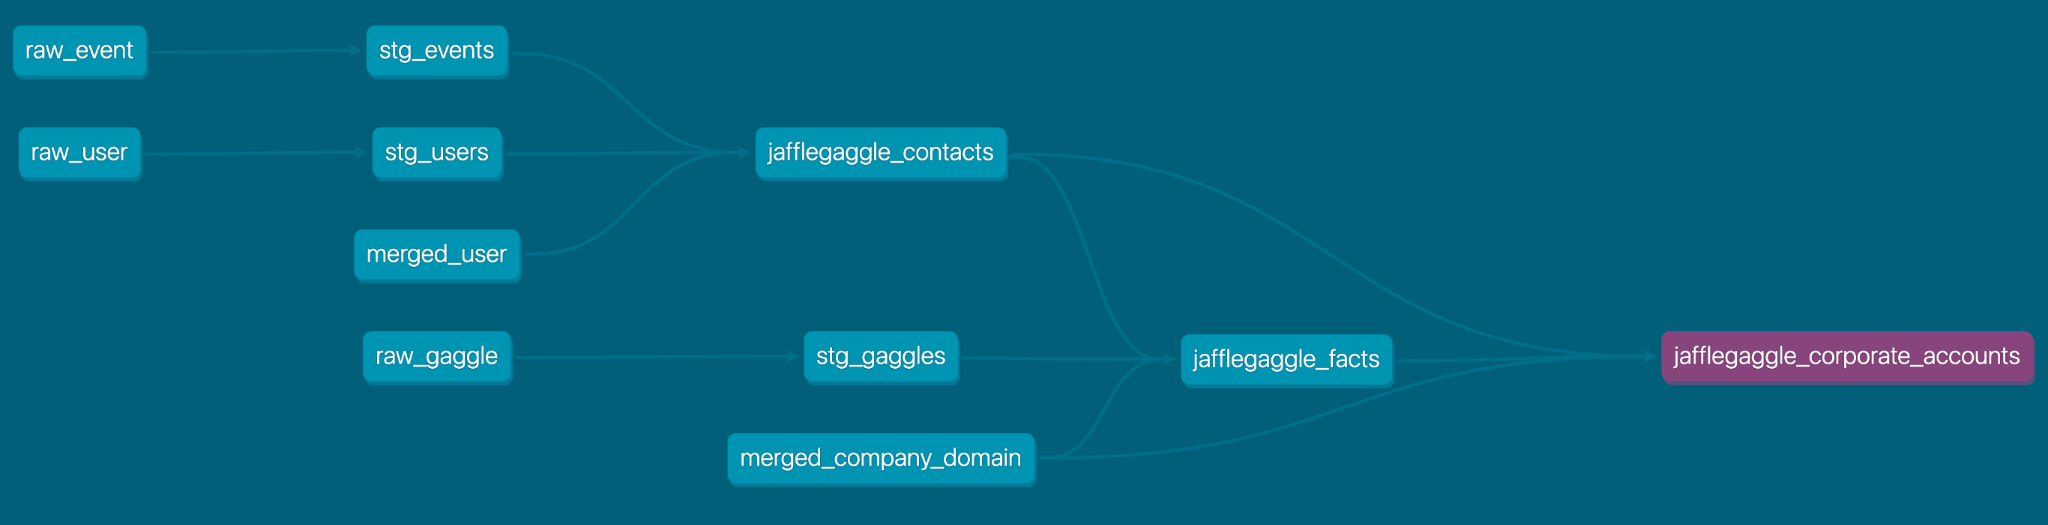 raw_event
stg_events
raw_user
stg_users
jafflegaggle_contacts
merged_user
raw_gaggle
stg_gaggles
jafflegaggle_facts
jafflegaggle_corporate_accounts
merged_company_domain